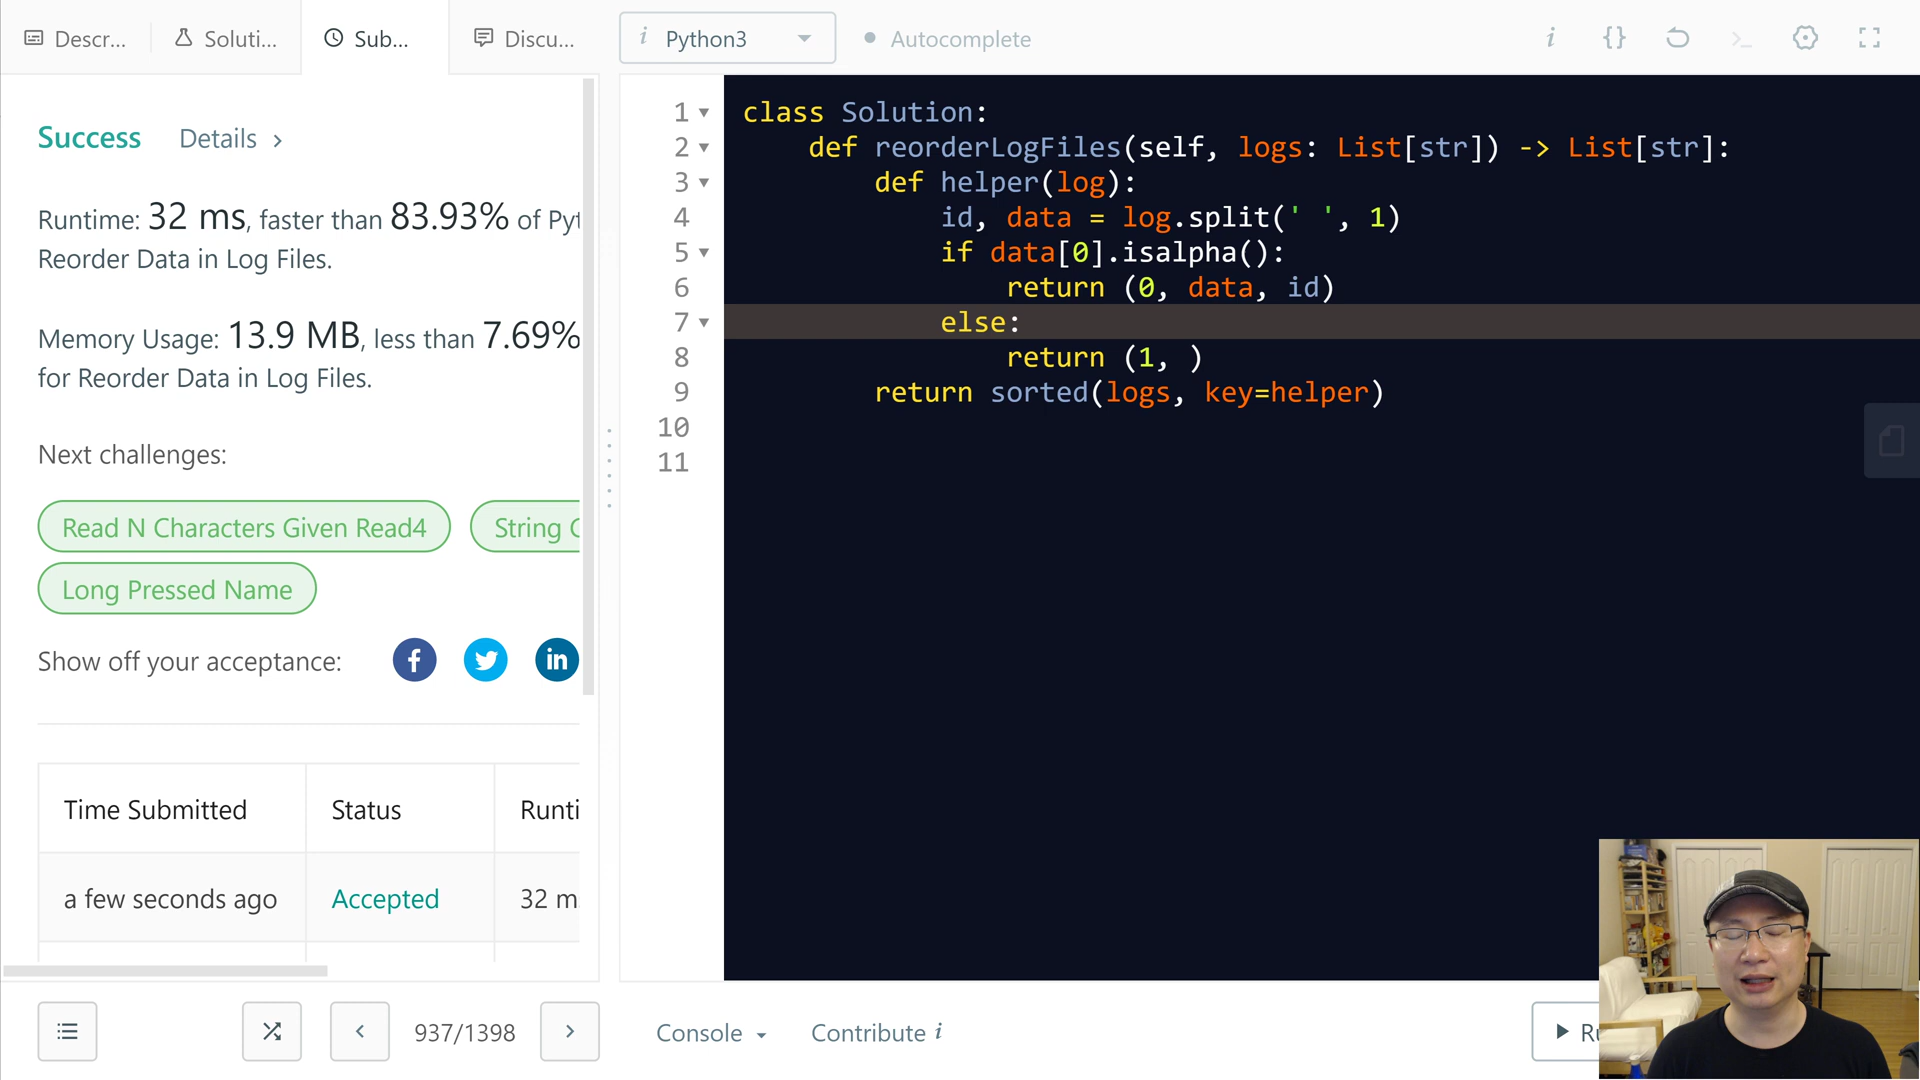 Descr...
Soluti...
Sub...
Discu...
i Python3
Autocomplete
i {}
Success Details >
Runtime: 32 ms, faster than 83.93% of Pyt
Reorder Data in Log Files.
Memory Usage: 13.9 MB, less than 7.69%
for Reorder Data in Log Files.
Next challenges:
Read N Characters Given Read4
String C
Long Pressed Name
Show off your acceptance:
f
in
Time Submitted Status Runti
a few seconds ago Accepted 32 m
1 class Solution:
2 def reorderLogFiles(self, logs: List[str]) -> List[str]:
3 def helper(log):
4 id, data = log.split(' ', 1)
5 if data[0].isalpha():
6 return (0, data, id)
7 else:
8 return (1, )
9 return sorted(logs, key=helper)
10
11
< 937/1398 >
Console
Contribute i
Ru